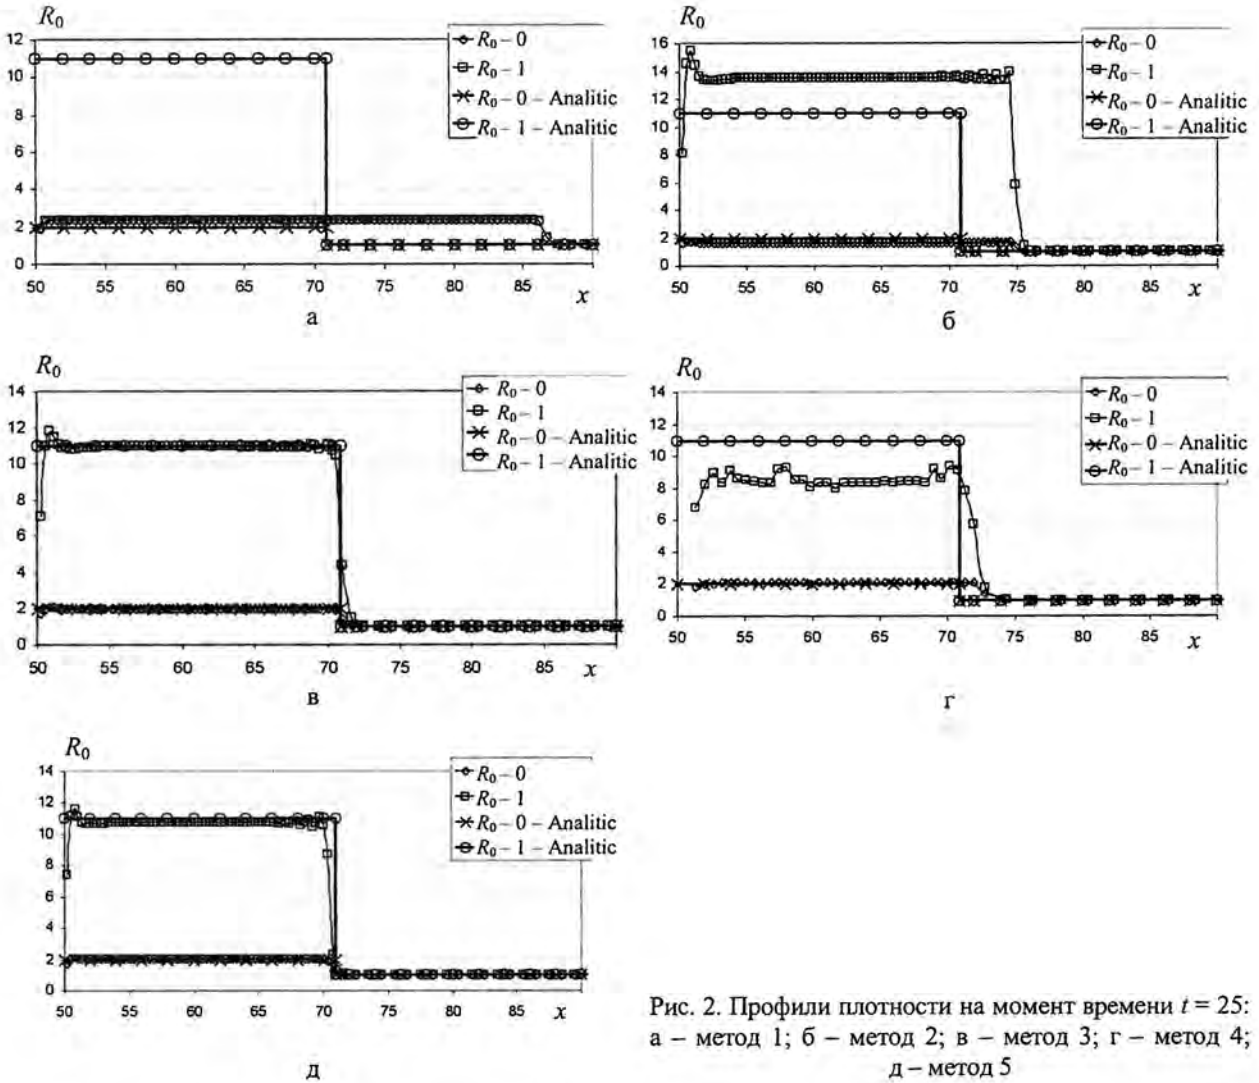 R₀
12
10
8
6
4
2
0
50 55 60 65 70 75 80 85
x
R₀ – 0
R₀ – 1
R₀ – 0 – Analitic
R₀ – 1 – Analitic
а
R₀
16
14
12
10
8
6
4
2
0
50 55 60 65 70 75 80 85
x
R₀ – 0
R₀ – 1
R₀ – 0 – Analitic
R₀ – 1 – Analitic
б
R₀
14
12
10
8
6
4
2
0
50 55 60 65 70 75 80 85
x
R₀ – 0
R₀ – 1
R₀ – 0 – Analitic
R₀ – 1 – Analitic
в
R₀
14
12
10
8
6
4
2
0
50 55 60 65 70 75 80 85
x
R₀ – 0
R₀ – 1
R₀ – 0 – Analitic
R₀ – 1 – Analitic
г
R₀
14
12
10
8
6
4
2
0
50 55 60 65 70 75 80 85
x
R₀ – 0
R₀ – 1
R₀ – 0 – Analitic
R₀ – 1 – Analitic
д
Рис. 2. Профили плотности на момент времени t = 25:
а – метод 1; б – метод 2; в – метод 3; г – метод 4;
д – метод 5